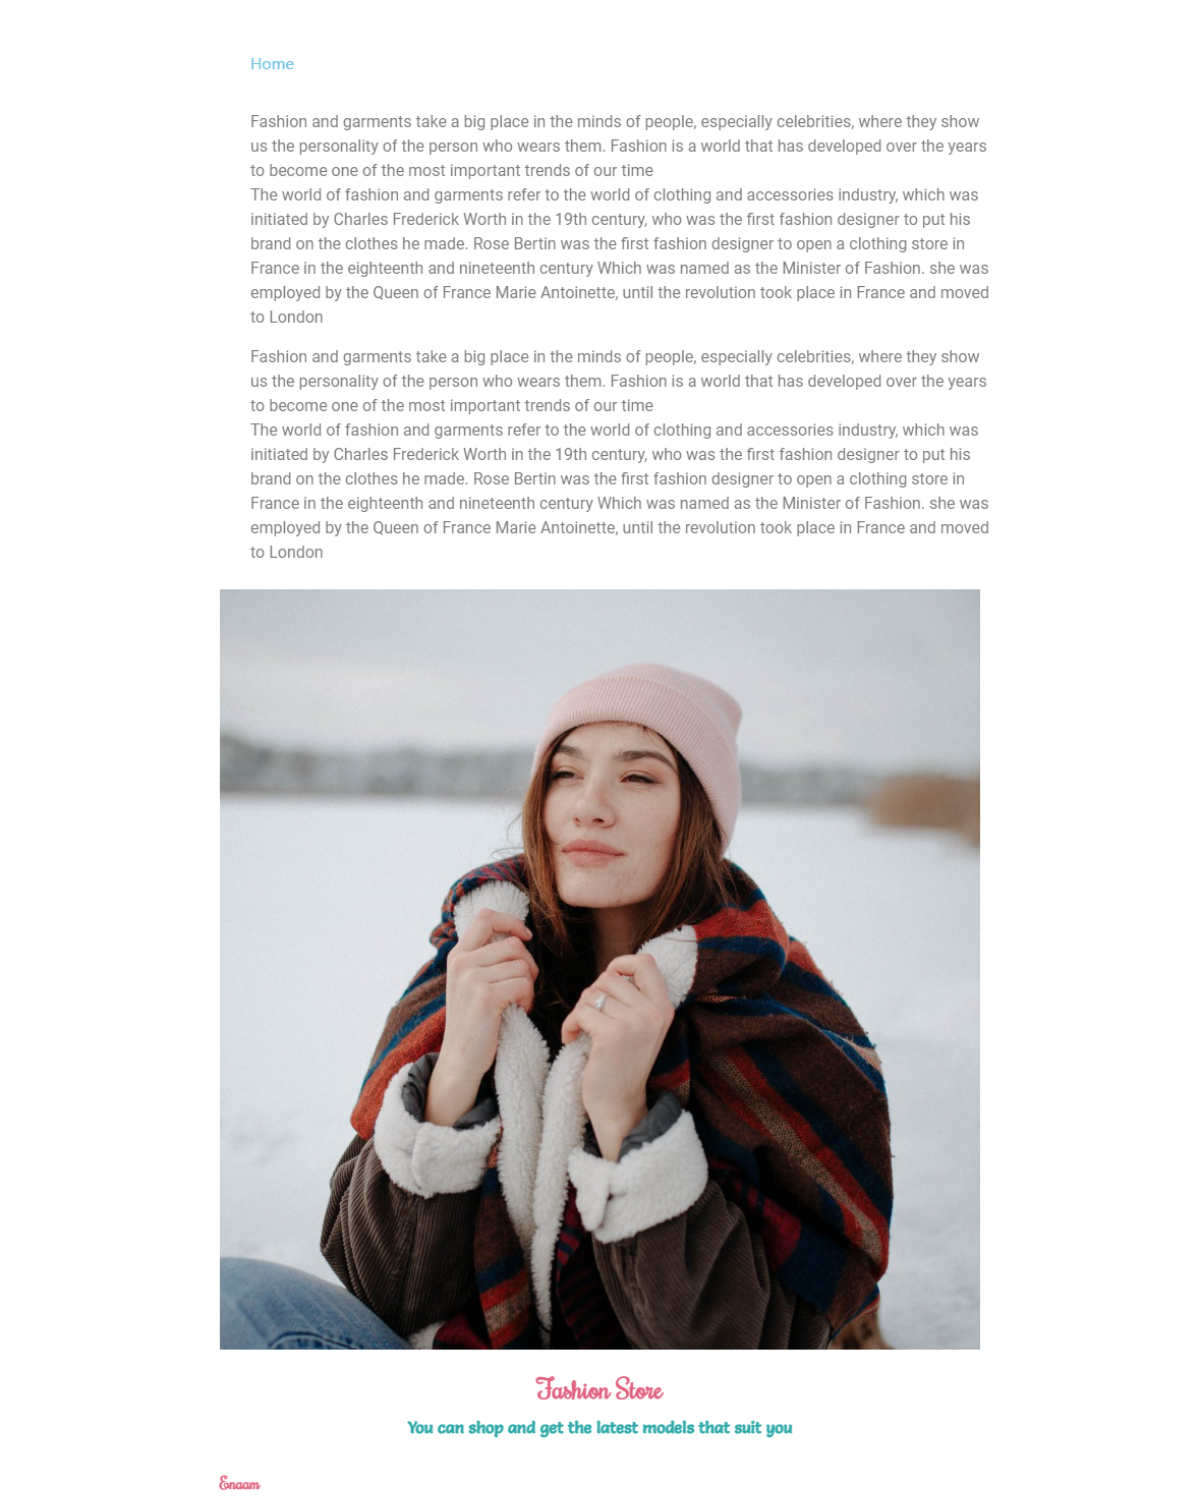 Home
Fashion and garments take a big place in the minds of people, especially celebrities, where they show
us the personality of the person who wears them. Fashion is a world that has developed over the years
to become one of the most important trends of our time
The world of fashion and garments refer to the world of clothing and accessories industry, which was
initiated by Charles Frederick Worth in the 19th century, who was the first fashion designer to put his
brand on the clothes he made. Rose Bertin was the first fashion designer to open a clothing store in
France in the eighteenth and nineteenth century Which was named as the Minister of Fashion. she was
employed by the Queen of France Marie Antoinette, until the revolution took place in France and moved
to London
Fashion and garments take a big place in the minds of people, especially celebrities, where they show
us the personality of the person who wears them. Fashion is a world that has developed over the years
to become one of the most important trends of our time
The world of fashion and garments refer to the world of clothing and accessories industry, which was
initiated by Charles Frederick Worth in the 19th century, who was the first fashion designer to put his
brand on the clothes he made. Rose Bertin was the first fashion designer to open a clothing store in
France in the eighteenth and nineteenth century Which was named as the Minister of Fashion. she was
employed by the Queen of France Marie Antoinette, until the revolution took place in France and moved
to London
Fashion Store
You can shop and get the latest models that suit you
Enaam